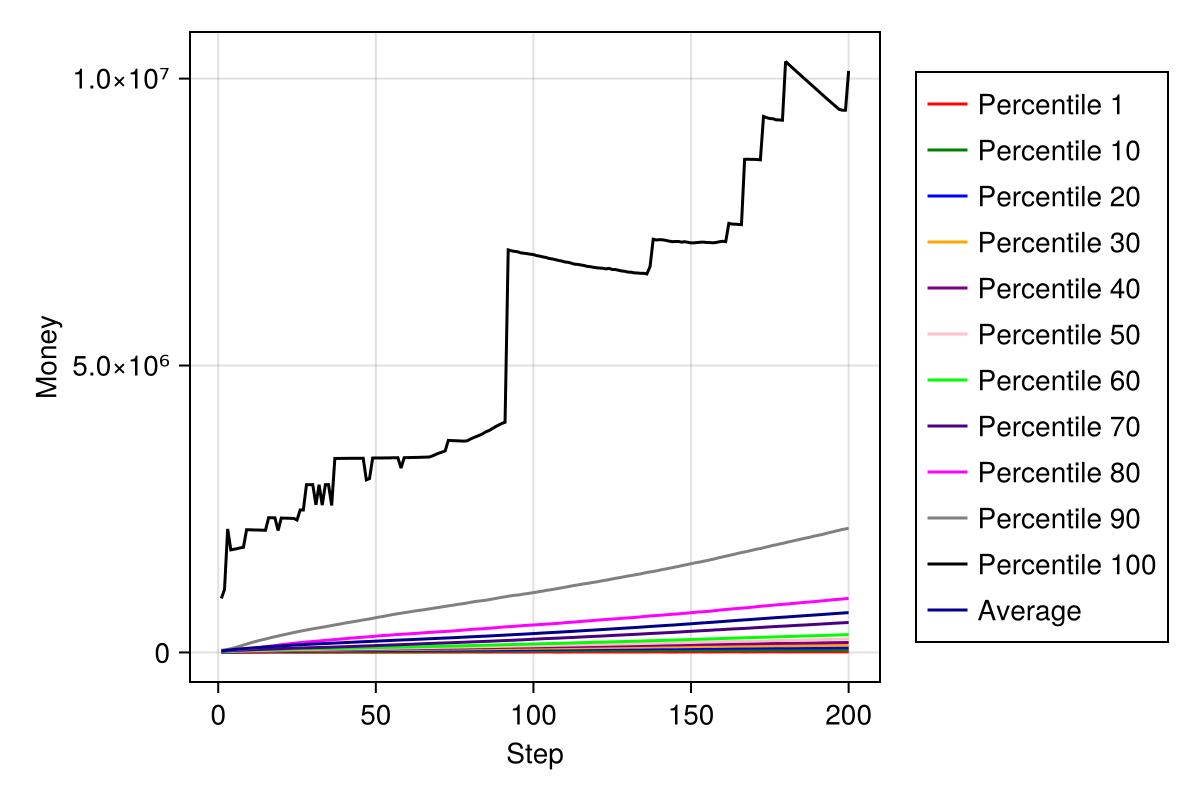 1.0×10⁷
5.0×10⁶
0
Money
0
50
100
150
200
Step
Percentile 1
Percentile 10
Percentile 20
Percentile 30
Percentile 40
Percentile 50
Percentile 60
Percentile 70
Percentile 80
Percentile 90
Percentile 100
Average